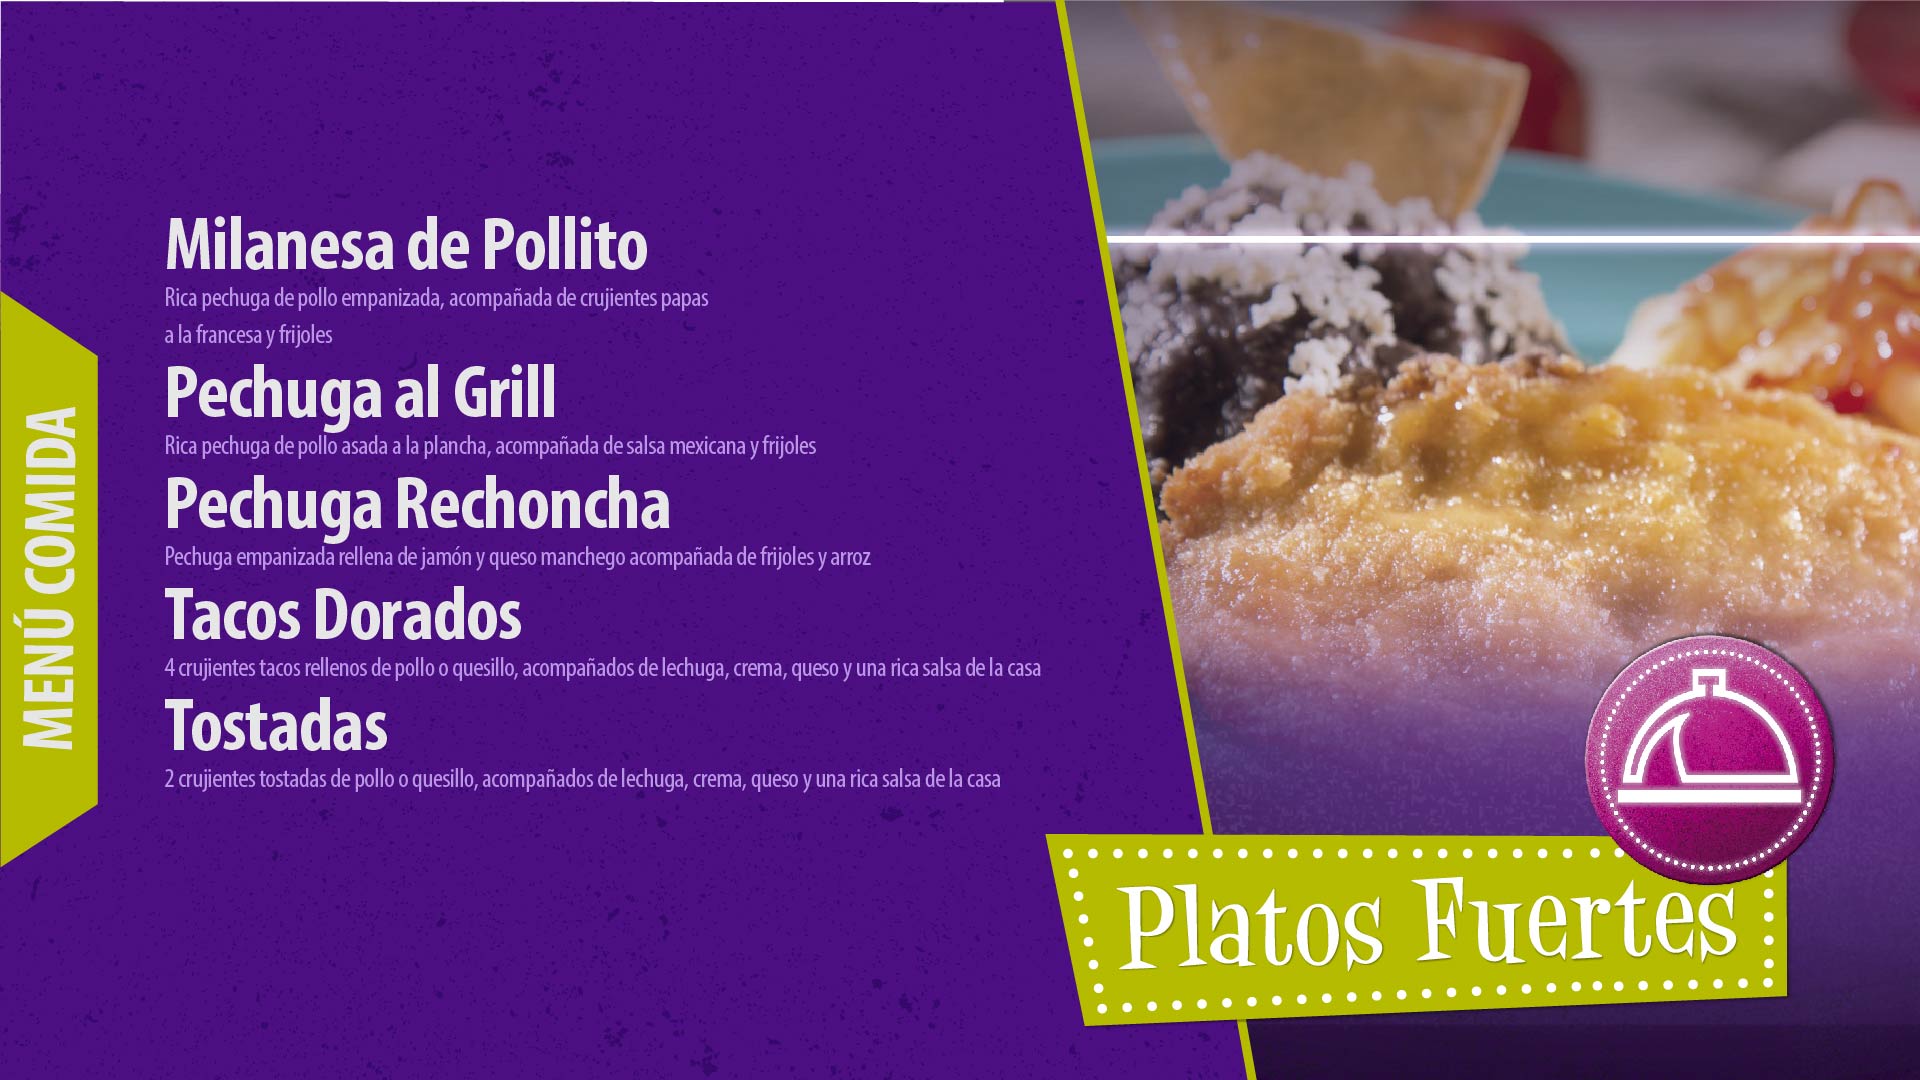 MENÚ COMIDA
Milanesa de Pollito
Rica pechuga de pollo empanizada, acompañada de crujientes papas
a la francesa y frijoles
Pechuga al Grill
Rica pechuga de pollo asada a la plancha, acompañada de salsa mexicana y frijoles
Pechuga Rechoncha
Pechuga empanizada rellena de jamón y queso manchego acompañada de frijoles y arroz
Tacos Dorados
4 crujientes tacos rellenos de pollo o quesillo, acompañados de lechuga, crema, queso y una rica salsa de la casa
Tostadas
2 crujientes tostadas de pollo o quesillo, acompañados de lechuga, crema, queso y una rica salsa de la casa
Platos Fuertes